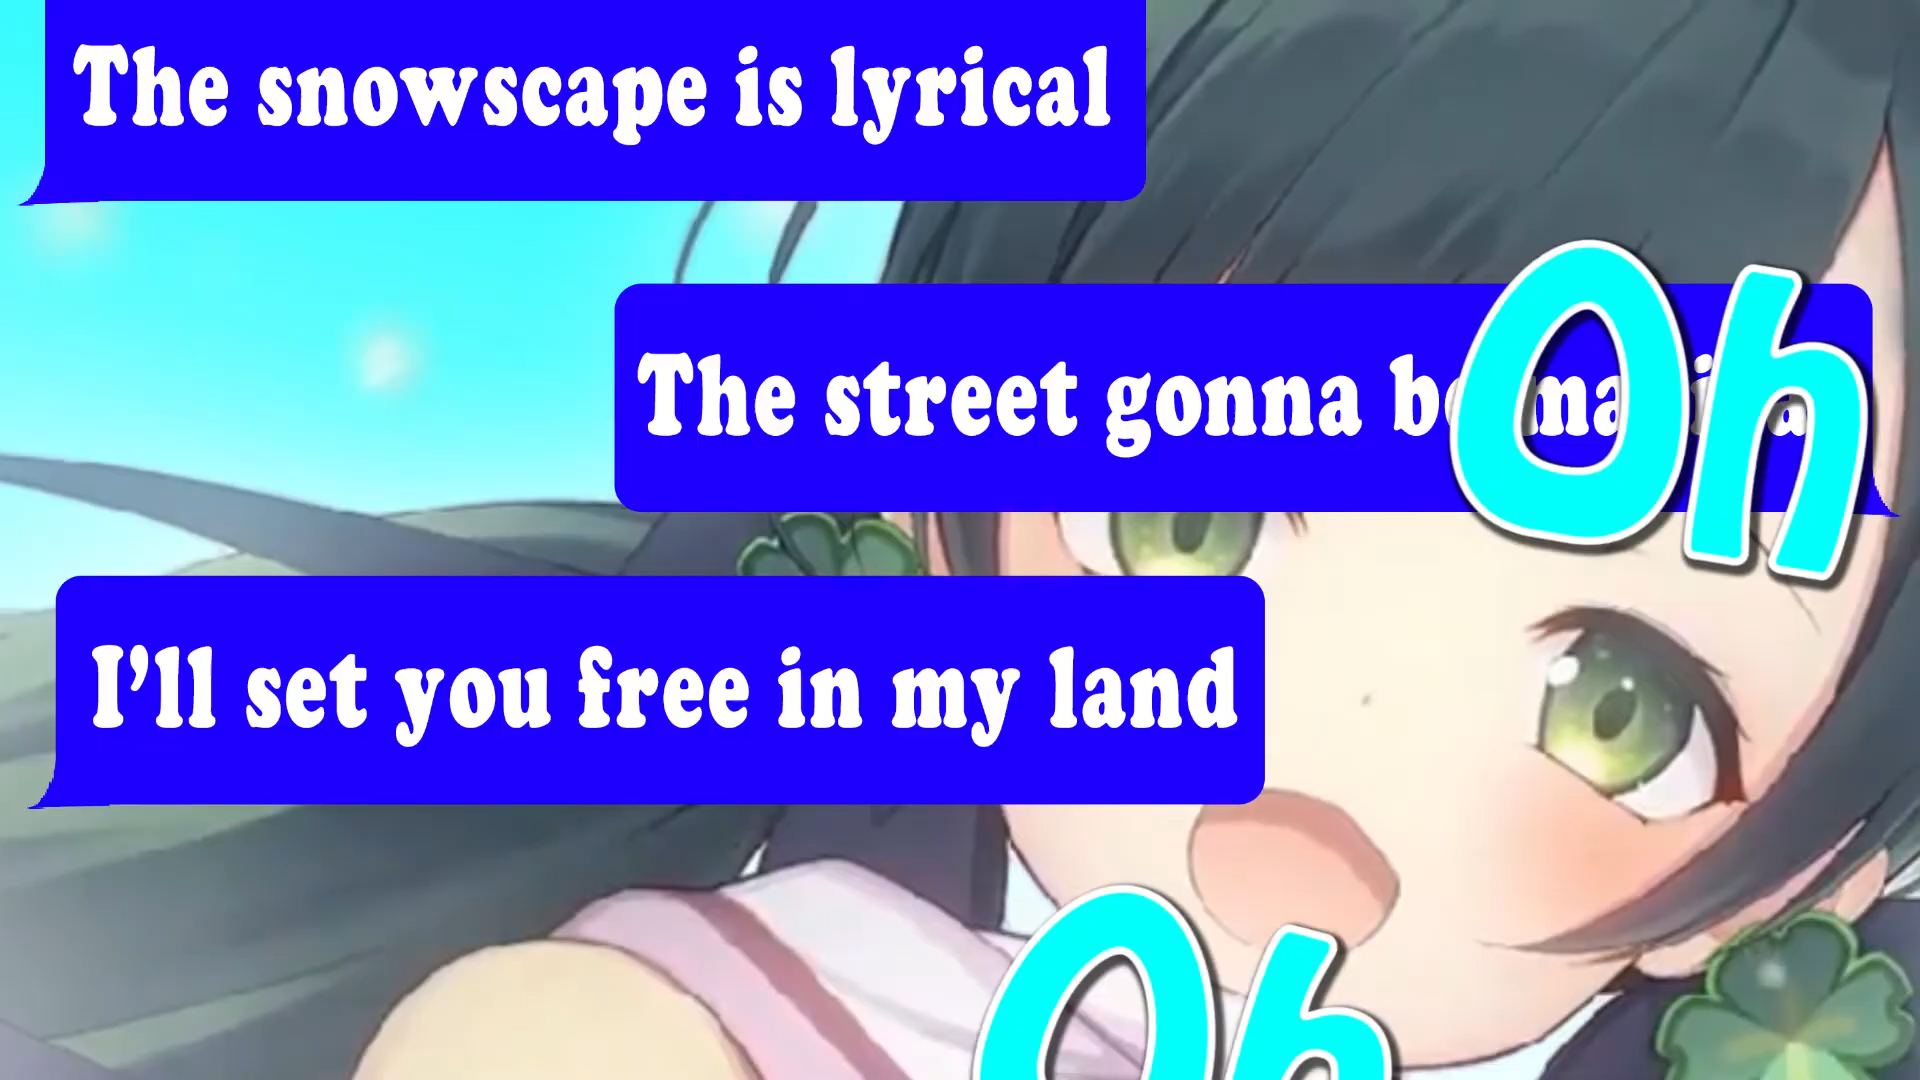 The snowscape is lyrical
The street gonna be
Oh
I'll set you free in my land
Oh